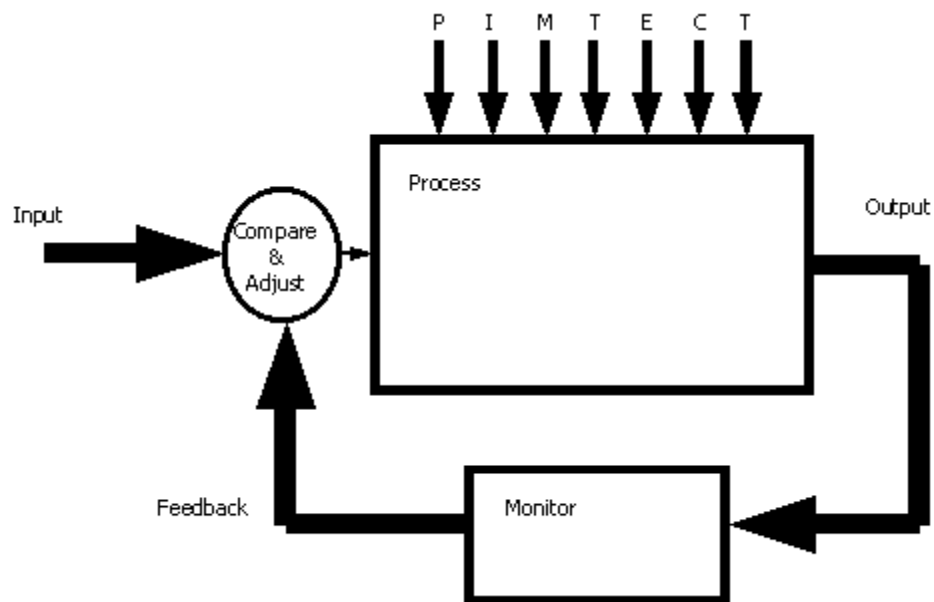 P I M T E C T
Process
Input
Output
Compare
&
Adjust
Feedback
Monitor